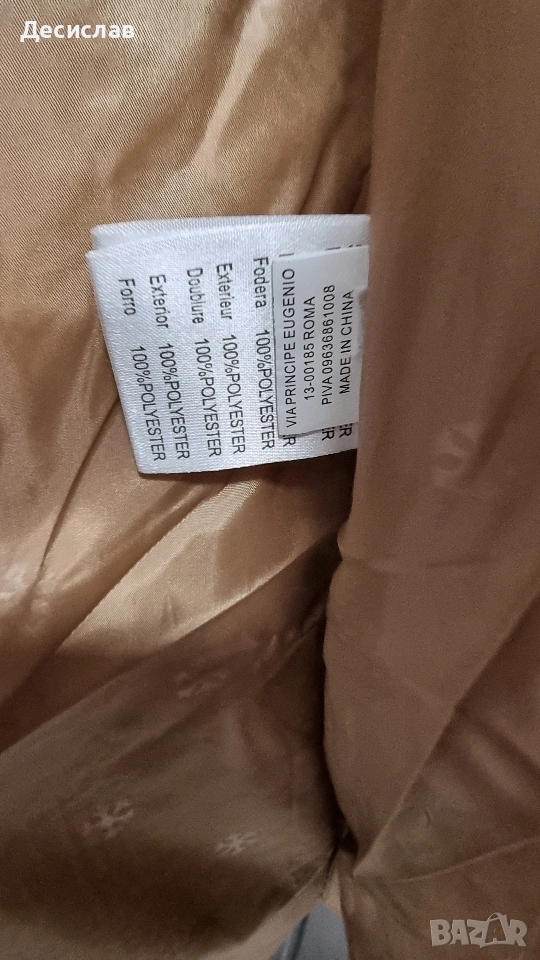 Десислав
VIA PRINCIPE EUGENIO
13-00185 ROMA
PIVA 09636861008
MADE IN CHINA
Fodera 100%POLYESTER
Exterieur 100%POLYESTER
Doublure 100%POLYESTER
Exterior 100%POLYESTER
Forro 100%POLYESTER
BAZAR